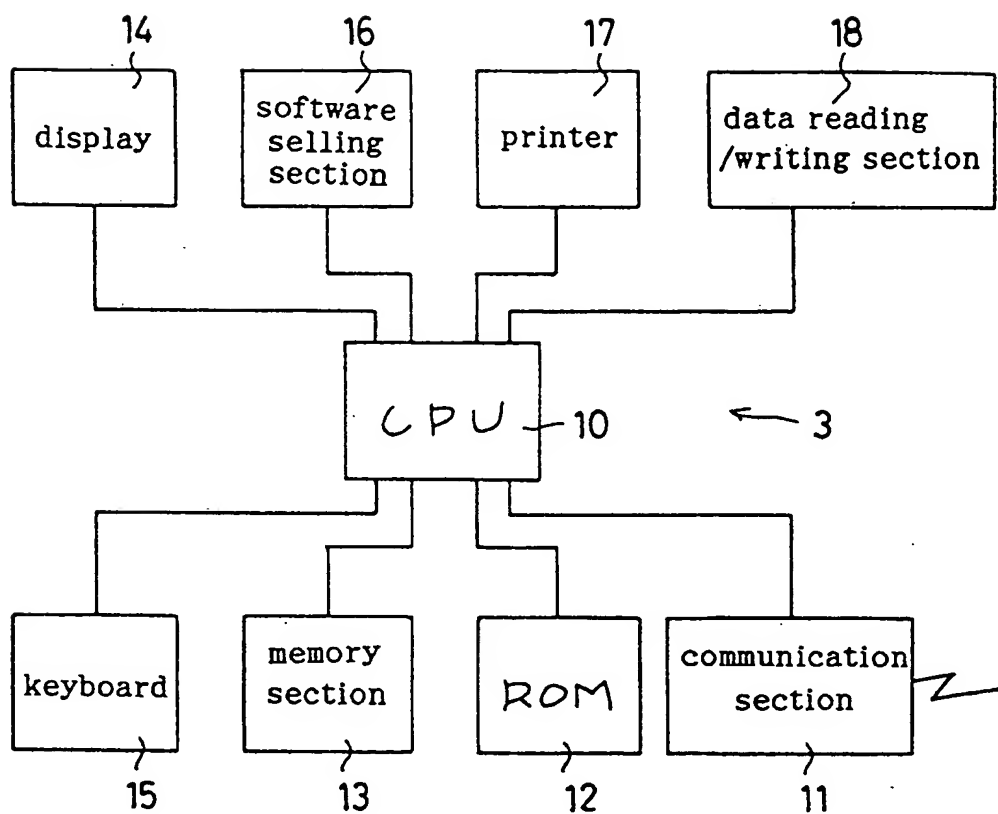 14
16
17
18
display
software
selling
section
printer
data reading
/writing section
CPU
10
3
keyboard
memory
section
ROM
communication
section
15
13
12
11